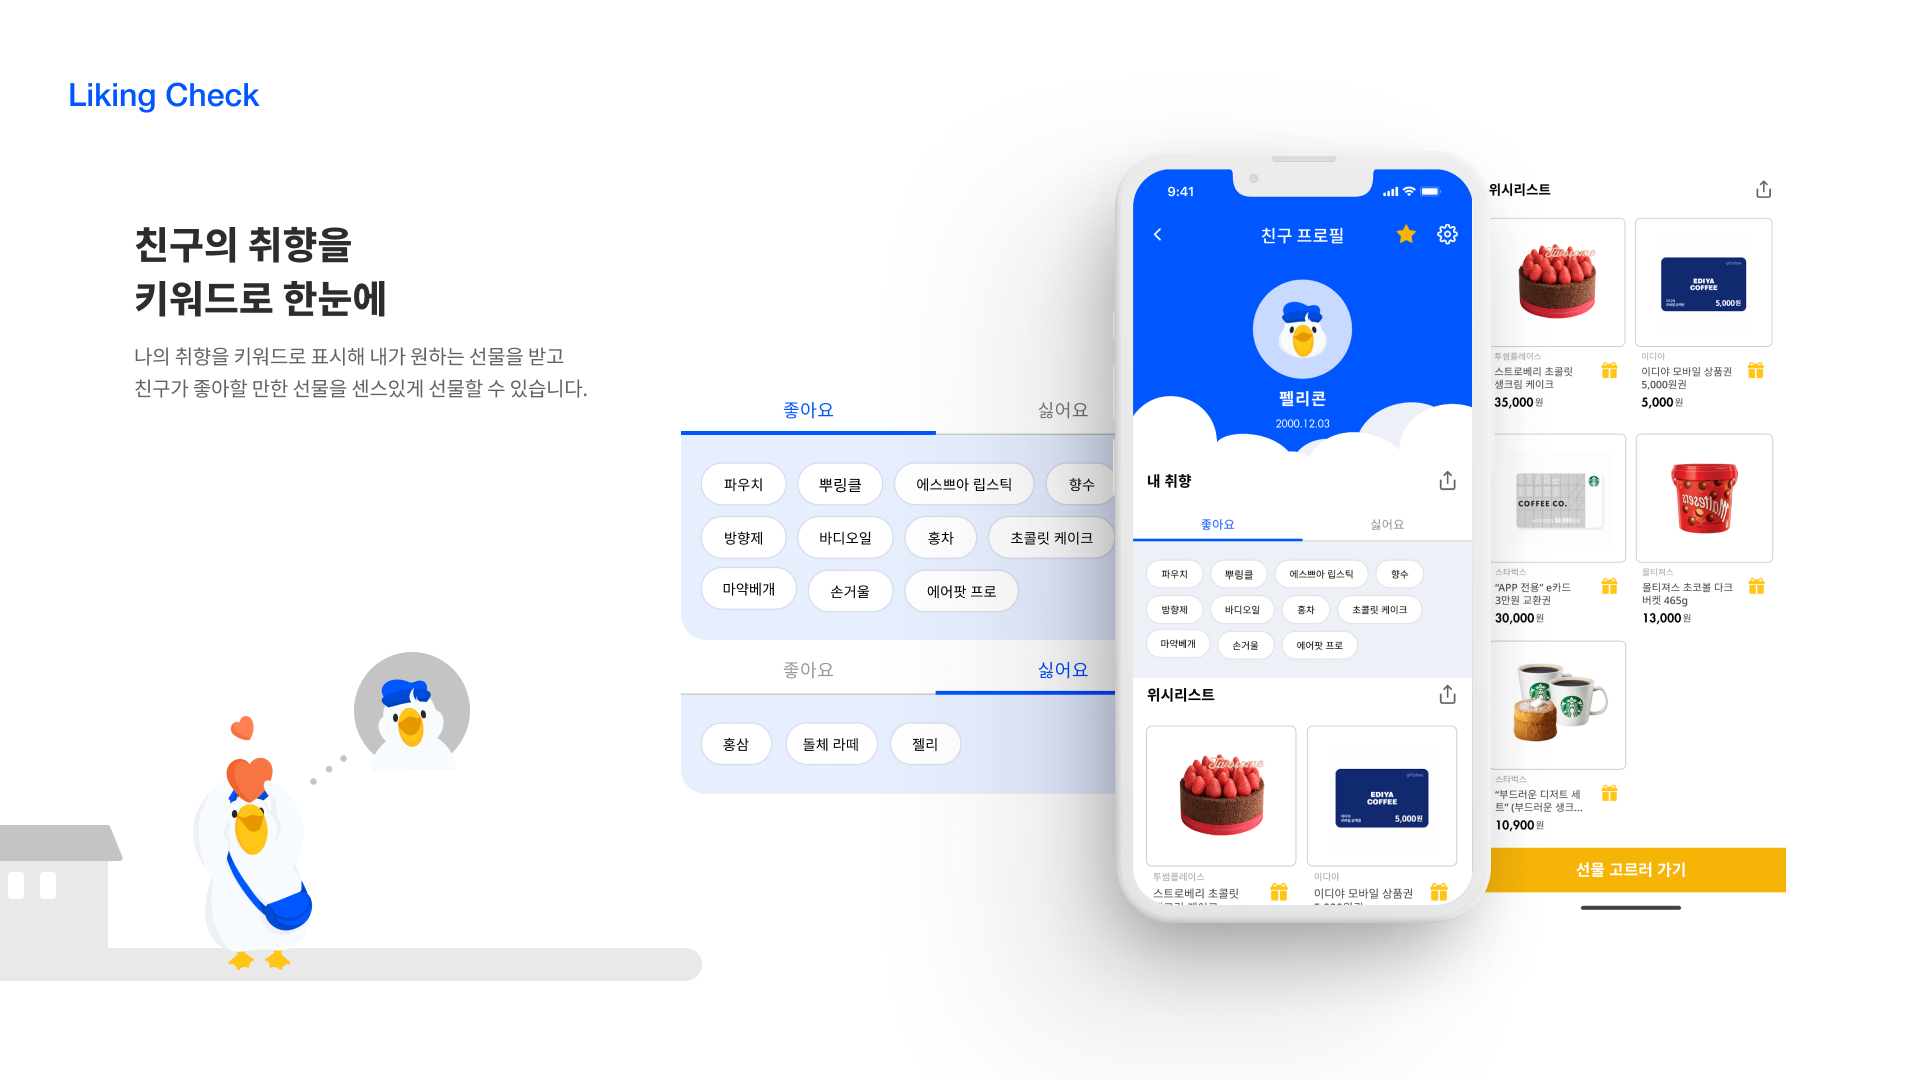 Liking Check
친구의 취향을
키워드로 한눈에
나의 취향을 키워드로 표시해 내가 원하는 선물을 받고
친구가 좋아할 만한 선물을 센스있게 선물할 수 있습니다.
좋아요 싫어요
파우치 뿌링클 에스쁘아 립스틱 향수
방향제 바디오일 홍차 초콜릿 케이크
마약베개 손거울 에어팟 프로
좋아요 싫어요
홍삼 돌체 라떼 젤리
9:41
친구 프로필
펠리콘
2000.12.03
내 취향
좋아요 싫어요
파우치 뿌링클 에스쁘아 립스틱 향수
방향제 바디오일 홍차 초콜릿 케이크
마약베개 손거울 에어팟 프로
위시리스트
Awesome
EDIYA
COFFEE
5,000원
투썸플레이스 이디야
스트로베리 초콜릿 이디야 모바일 상품권
위시리스트
Awesome
EDIYA
COFFEE
5,000원
투썸플레이스 이디야
스트로베리 초콜릿 이디야 모바일 상품권
생크림 케이크 5,000원권
35,000원 5,000원
COFFEE CO.
Maltesers
스타벅스 몰티져스
“APP 전용” e카드 몰티져스 초코볼 다크
3만원 교환권 버켓 465g
30,000원 13,000원
스타벅스
“부드러운 디저트 세
트” (부드러운 생크...
10,900원
선물 고르러 가기